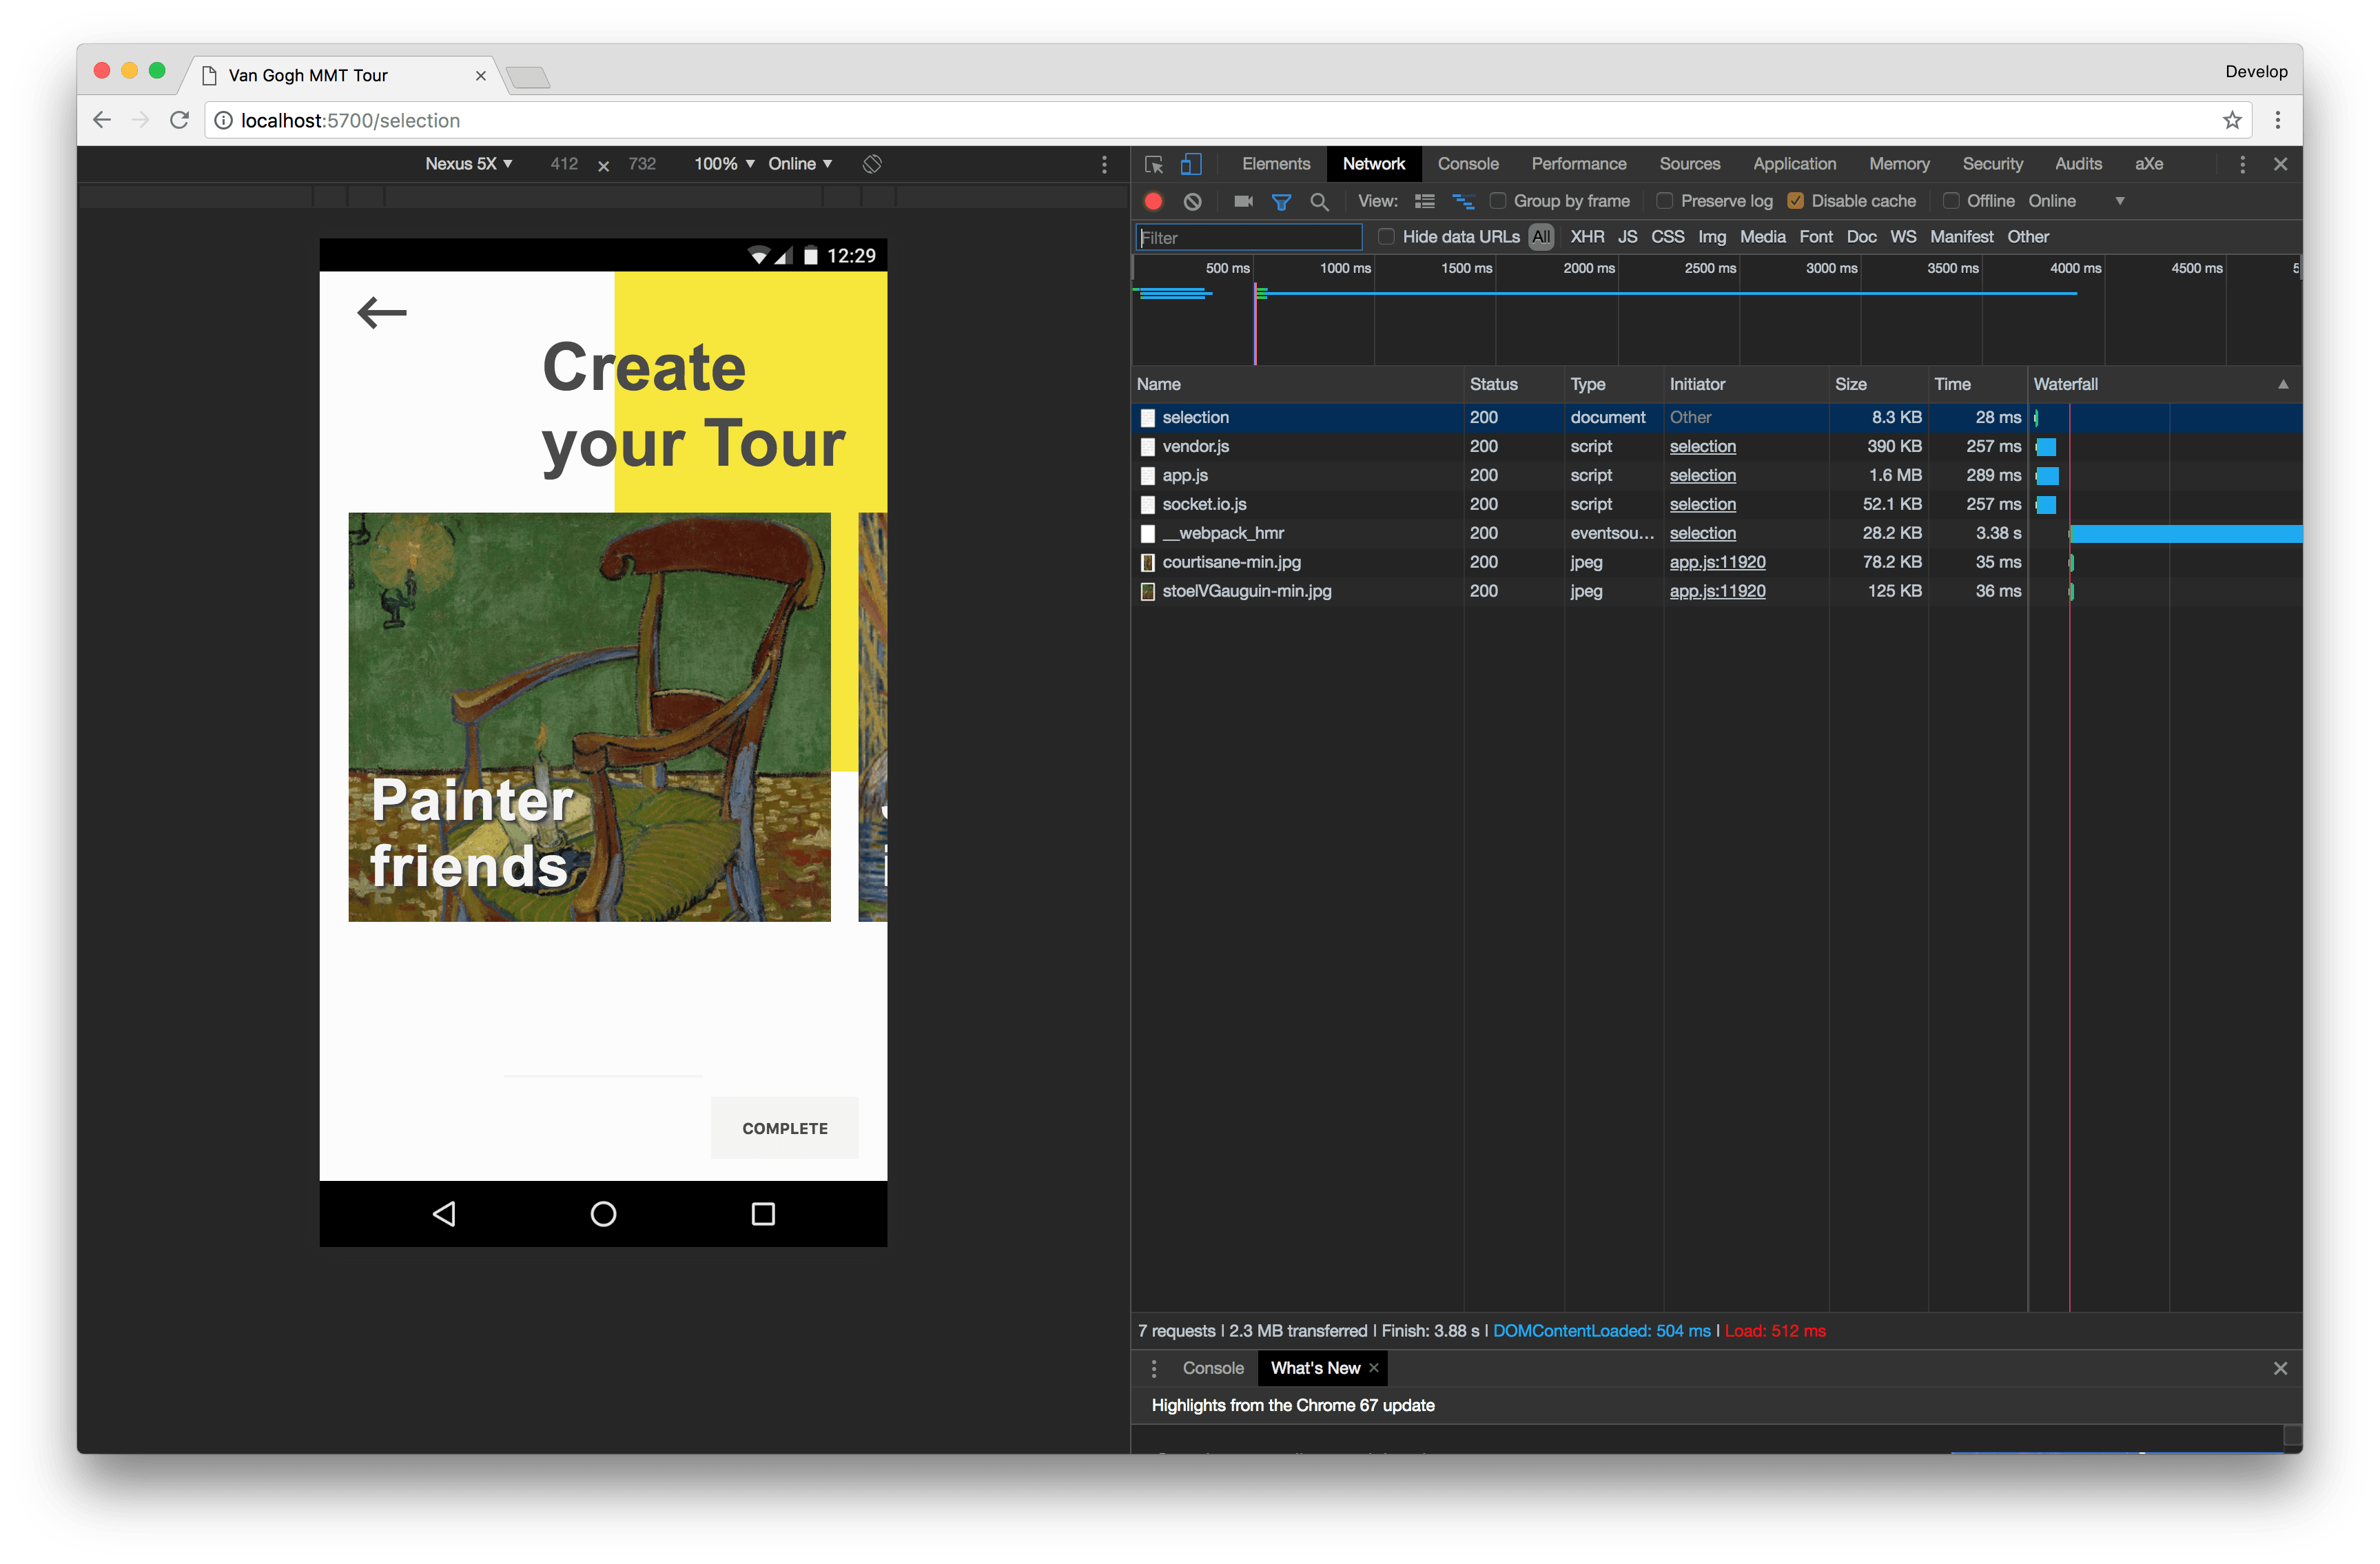 Van Gogh MMT Tour
Develop
localhost:5700/selection
Nexus 5X 412 x 732 100% Online
Elements Network Console Performance Sources Application Memory Security Audits aXe
View: Group by frame Preserve log Disable cache Offline Online
Filter Hide data URLs All XHR JS CSS Img Media Font Doc WS Manifest Other
500 ms 1000 ms 1500 ms 2000 ms 2500 ms 3000 ms 3500 ms 4000 ms 4500 ms 5
12:29
Create
your Tour
Painter
friends
COMPLETE
Name Status Type Initiator Size Time Waterfall
selection 200 document Other 8.3 KB 28 ms
vendor.js 200 script selection 390 KB 257 ms
app.js 200 script selection 1.6 MB 289 ms
socket.io.js 200 script selection 52.1 KB 257 ms
__webpack_hmr 200 eventsou... selection 28.2 KB 3.38 s
courtisane-min.jpg 200 jpeg app.js:11920 78.2 KB 35 ms
stoelVGauguin-min.jpg 200 jpeg app.js:11920 125 KB 36 ms
7 requests | 2.3 MB transferred | Finish: 3.88 s | DOMContentLoaded: 504 ms | Load: 512 ms
Console What's New
Highlights from the Chrome 67 update